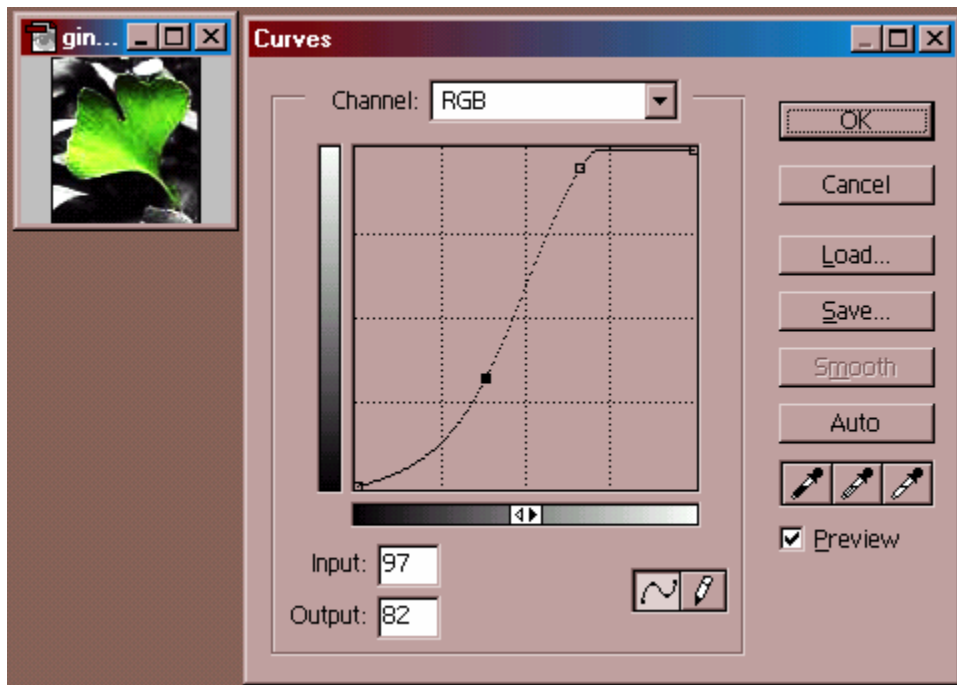 gin...
Curves
Channel: RGB
OK
Cancel
Load...
Save...
Smooth
Auto
Preview
Input: 97
Output: 82